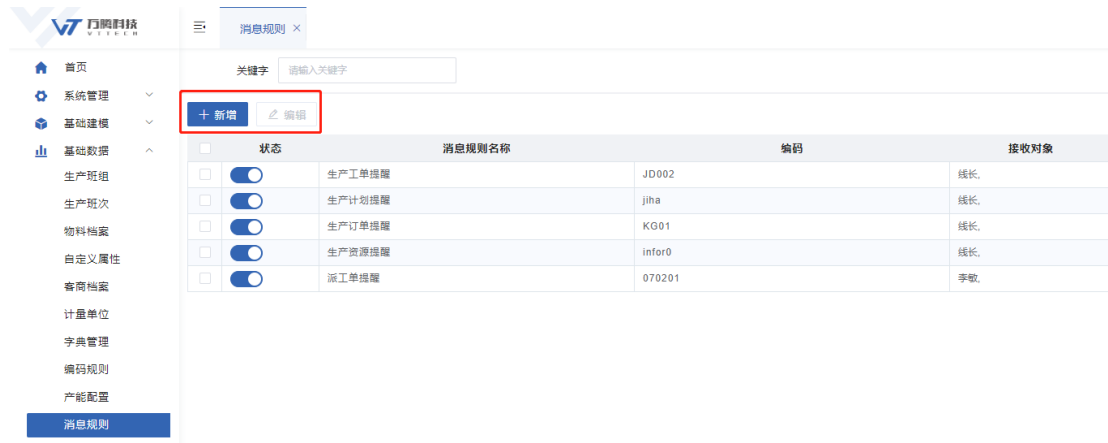 万腾科技
VTTECH
消息规则
首页
系统管理
基础建模
基础数据
生产班组
生产班次
物料档案
自定义属性
客商档案
计量单位
字典管理
编码规则
产能配置
消息规则
关键字 请输入关键字
新增 编辑
状态 消息规则名称 编码 接收对象
生产工单提醒 JD002 线长,
生产计划提醒 jiha 线长,
生产订单提醒 KG01 线长,
生产资源提醒 infor0 线长,
派工单提醒 070201 李敏,